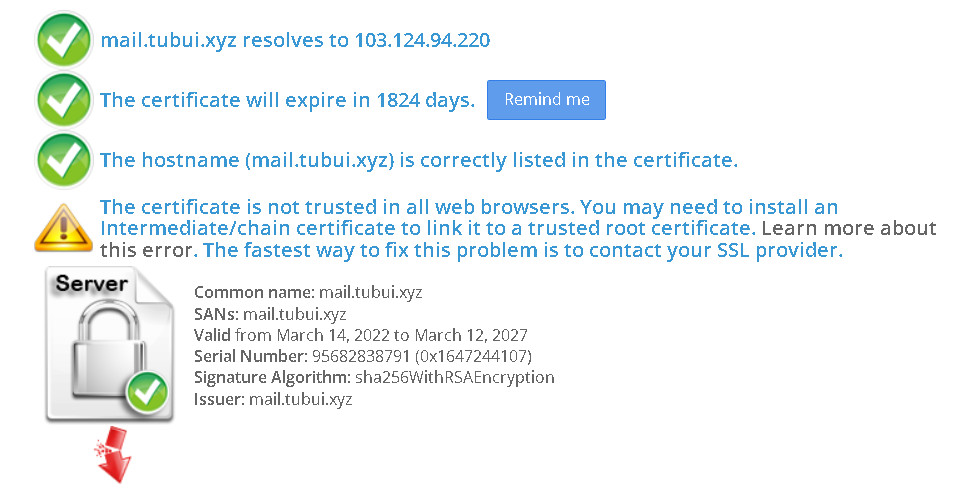 mail.tubui.xyz resolves to 103.124.94.220
The certificate will expire in 1824 days. Remind me
The hostname (mail.tubui.xyz) is correctly listed in the certificate.
The certificate is not trusted in all web browsers. You may need to install an
Intermediate/chain certificate to link it to a trusted root certificate. Learn more about
this error. The fastest way to fix this problem is to contact your SSL provider.
Server
Common name: mail.tubui.xyz
SANs: mail.tubui.xyz
Valid from March 14, 2022 to March 12, 2027
Serial Number: 95682838791 (0x1647244107)
Signature Algorithm: sha256WithRSAEncryption
Issuer: mail.tubui.xyz